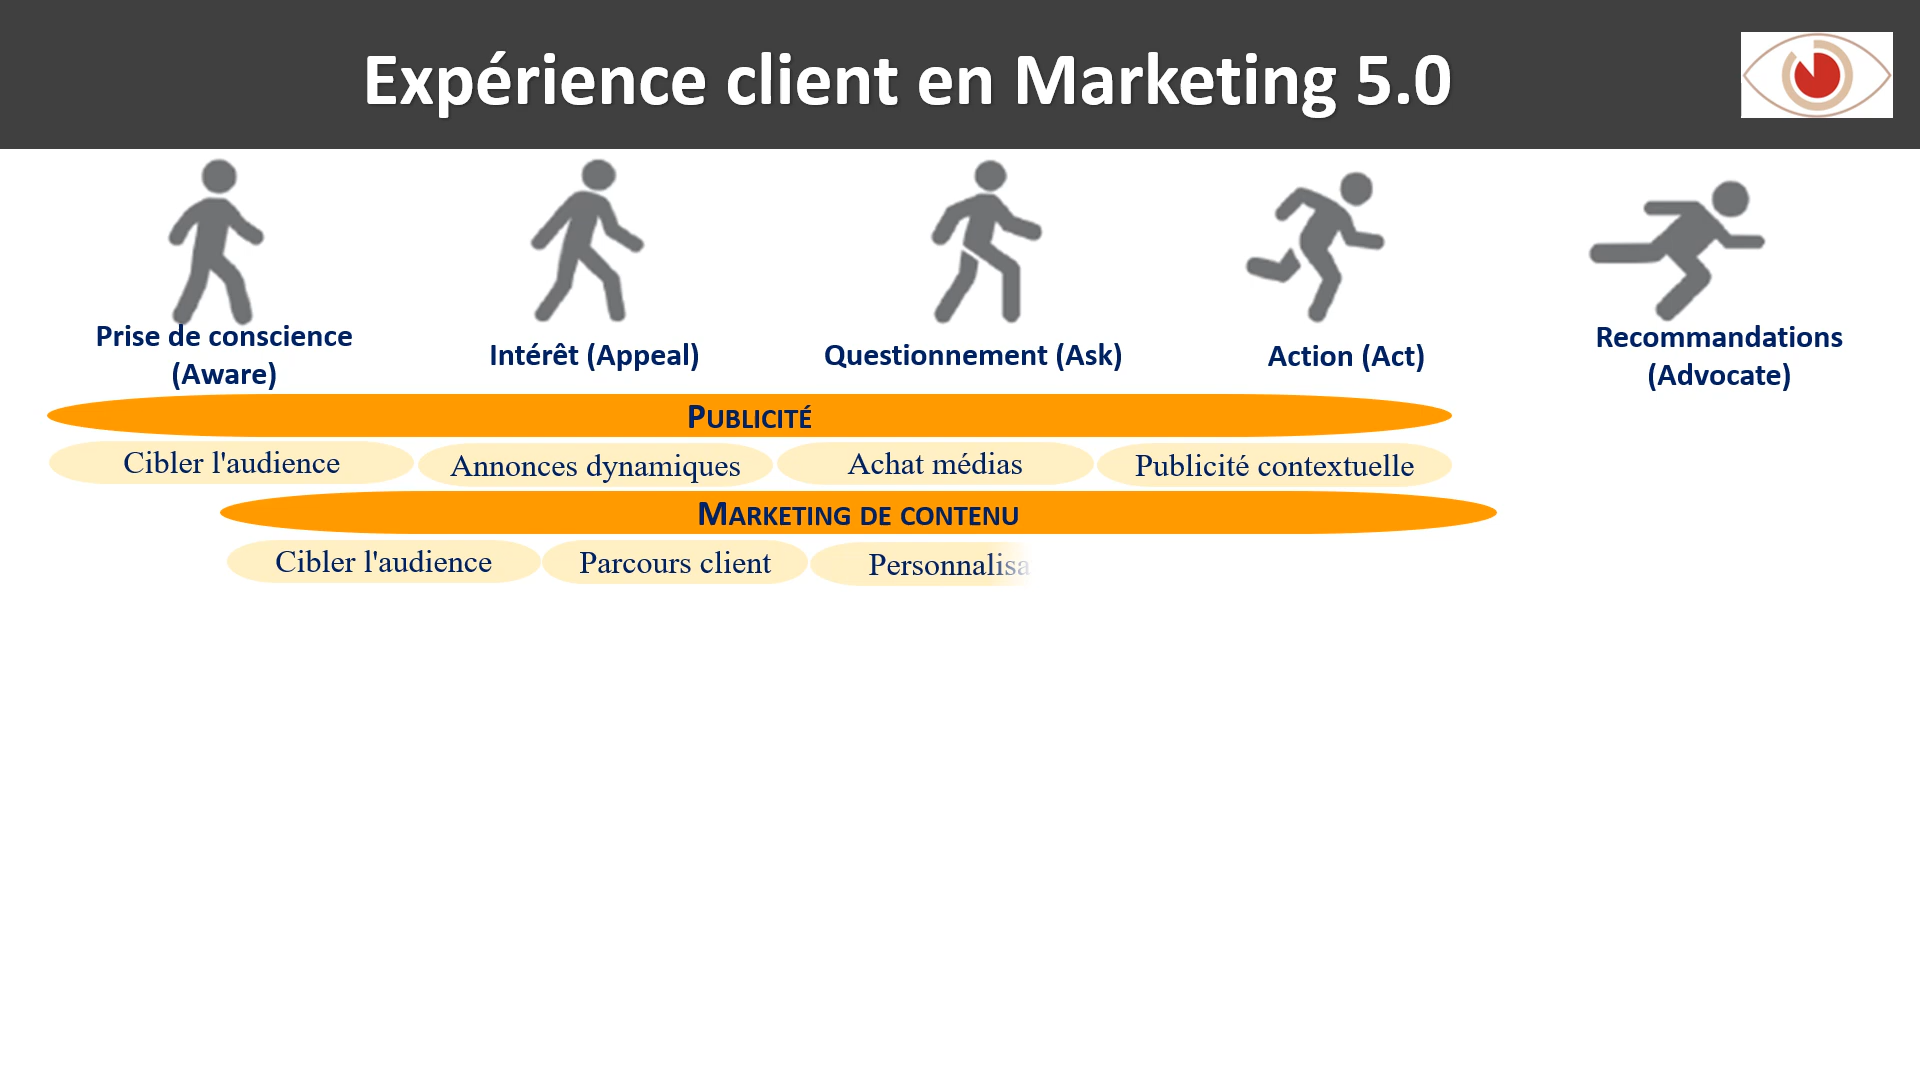 Expérience client en Marketing 5.0
Prise de conscience
(Aware)
Intérêt (Appeal)
Questionnement (Ask)
Action (Act)
Recommandations
(Advocate)
PUBLICITÉ
Cibler l'audience
Annonces dynamiques
Achat médias
Publicité contextuelle
MARKETING DE CONTENU
Cibler l'audience
Parcours client